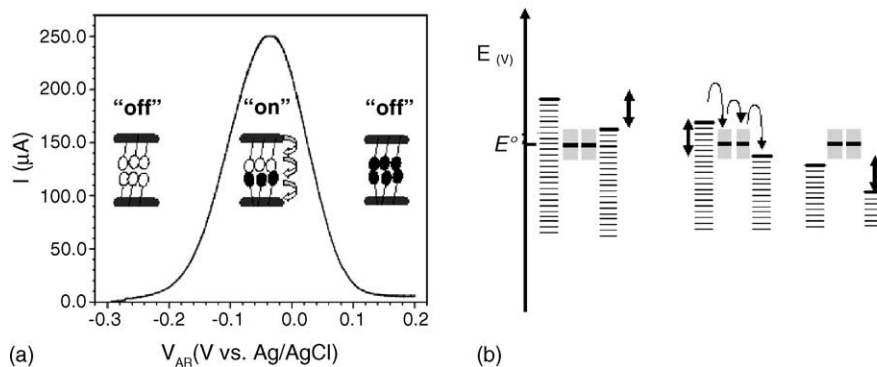 250.0
200.0
150.0
100.0
50.0
0.0
I (µA)
"off" "on" "off"
-0.3 -0.2 -0.1 0.0 0.1 0.2
(a) V_AR(V vs. Ag/AgCl)
E (V)
E°'
(b)